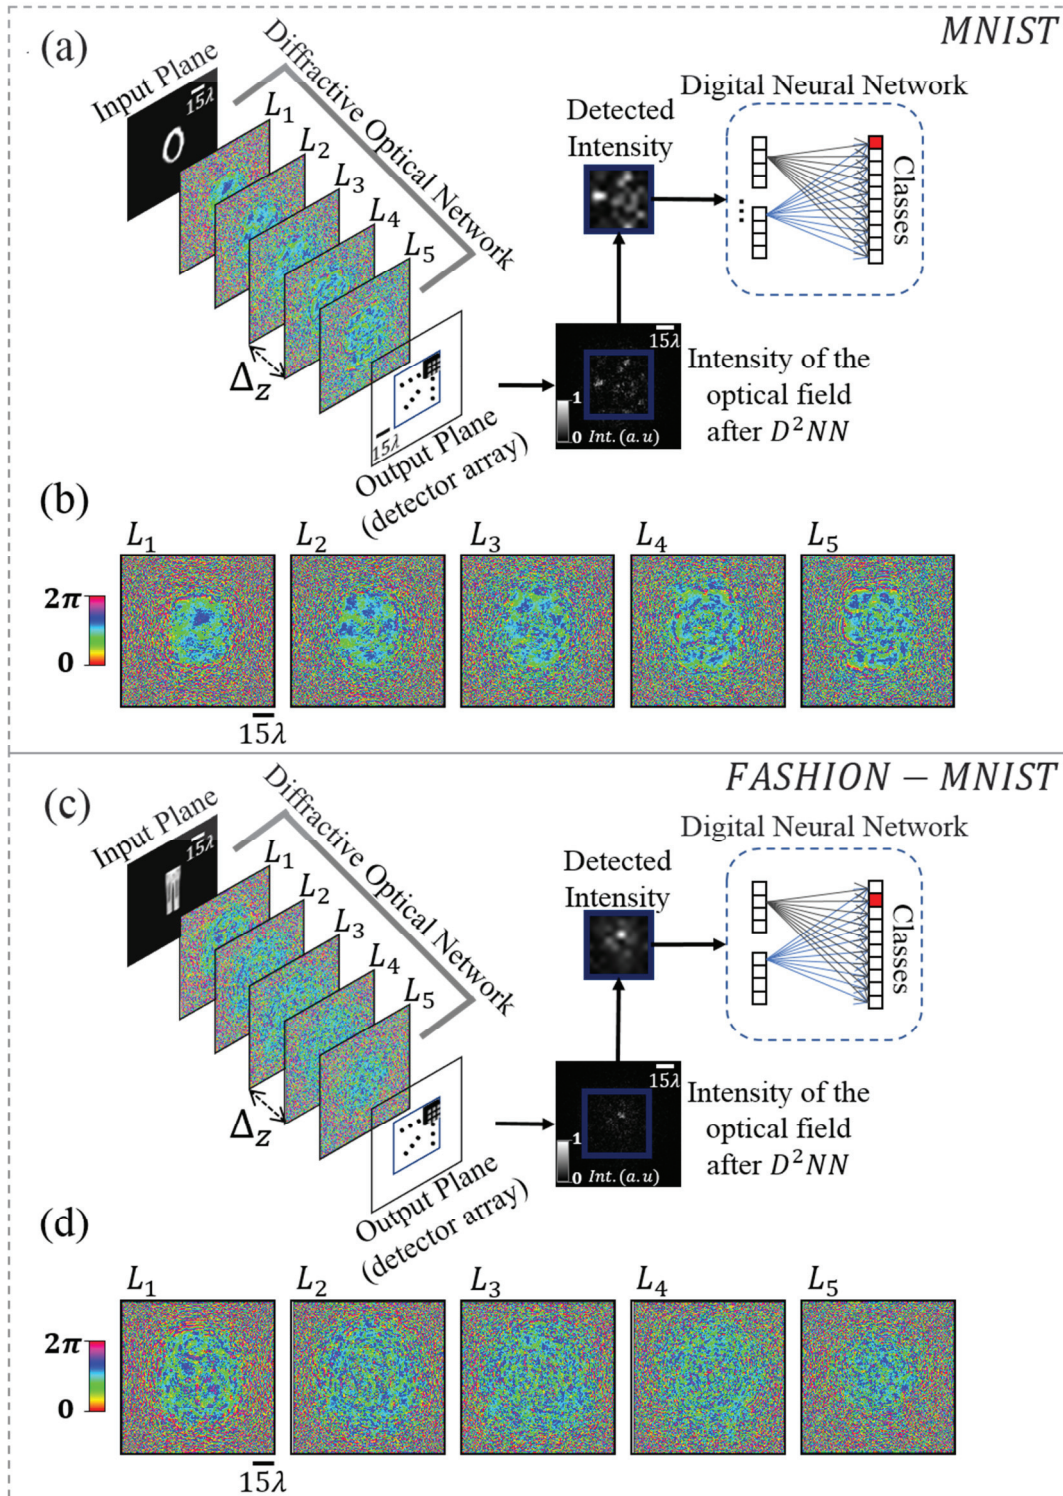 (a)
MNIST
Input Plane
15λ
Diffractive Optical Network
L₁
L₂
L₃
L₄
L₅
Δz
15λ
Output Plane
(detector array)
Detected
Intensity
Digital Neural Network
...
Classes
15λ
1
0
Int.(a.u)
Intensity of the
optical field
after D²NN
(b)
L₁ L₂ L₃ L₄ L₅
2π
0
15λ
(c)
FASHION – MNIST
Input Plane
15λ
Diffractive Optical Network
L₁
L₂
L₃
L₄
L₅
Δz
Output Plane
(detector array)
Detected
Intensity
Digital Neural Network
Classes
15λ
1
0
Int.(a.u)
Intensity of the
optical field
after D²NN
(d)
L₁ L₂ L₃ L₄ L₅
2π
0
15λ